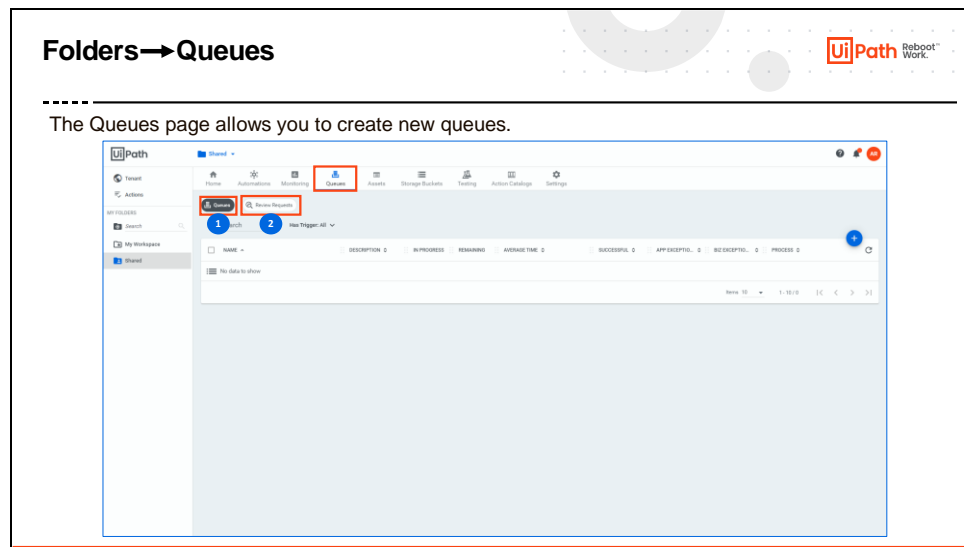 Folders→Queues
UiPath Reboot™ Work.
The Queues page allows you to create new queues.
UiPath
Shared
AR
Tenant
Home Automations Monitoring Queues Assets Storage Buckets Testing Action Catalogs Settings
Actions
MY FOLDERS
Queues Review Requests
Search
1 2 Has Trigger: All
My Workspace
NAME DESCRIPTION IN PROGRESS REMAINING AVERAGE TIME SUCCESSFUL APP EXCEPTIO... BIZ EXCEPTIO... PROCESS
Shared
No data to show
Items 10 1 - 10 / 0